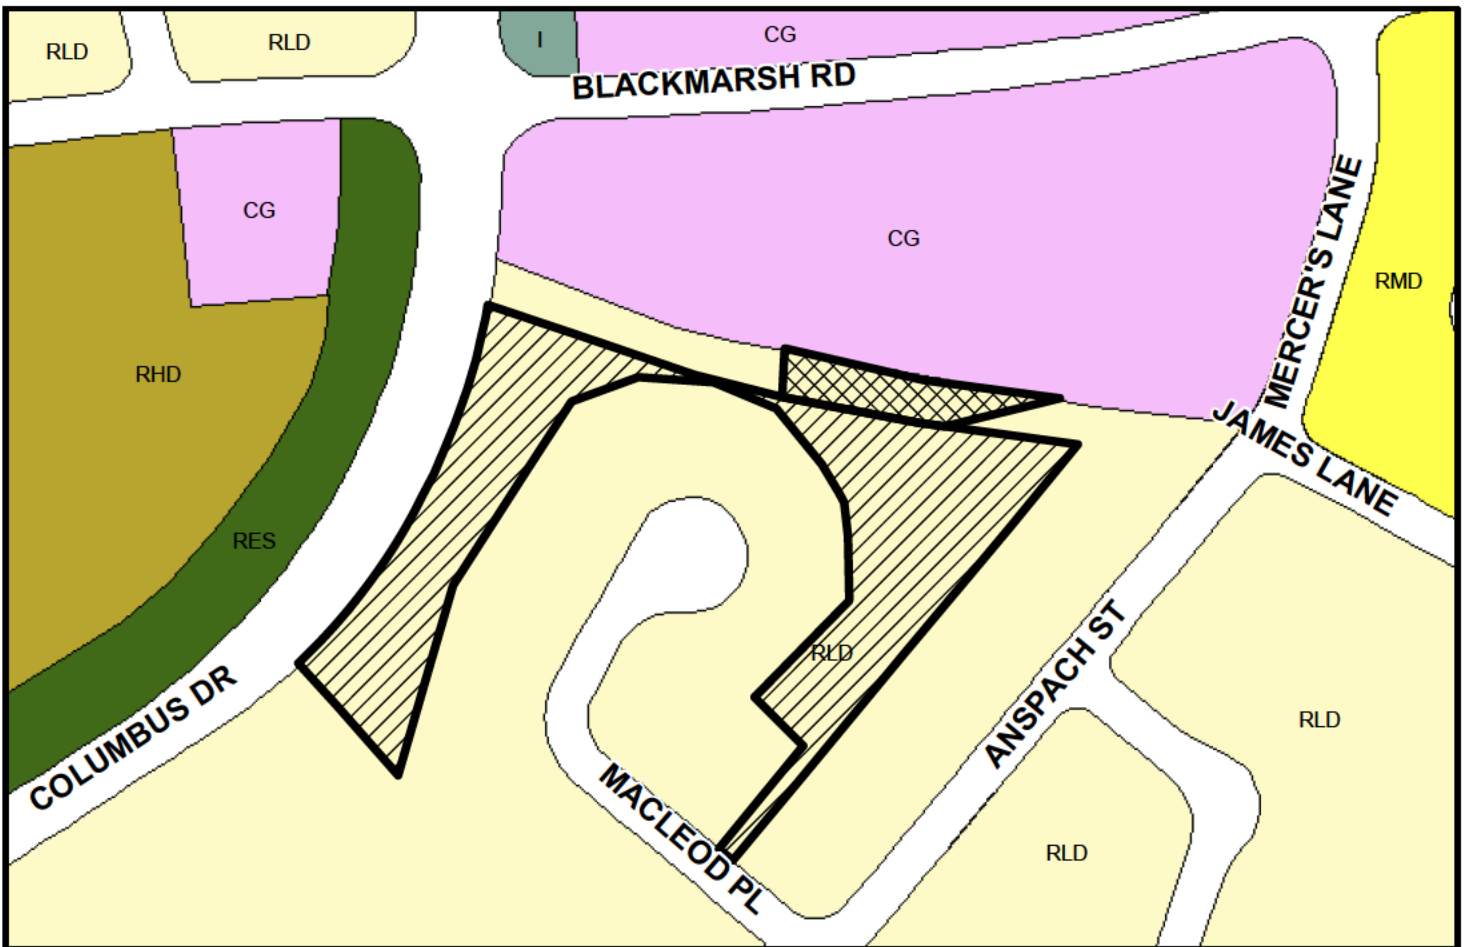 RLD
RLD
I
CG
BLACKMARSH RD
CG
CG
RMD
MERCER'S LANE
RHD
JAMES LANE
RES
RLD
ANSPACH ST
COLUMBUS DR
RLD
MACLEOD PL
RLD